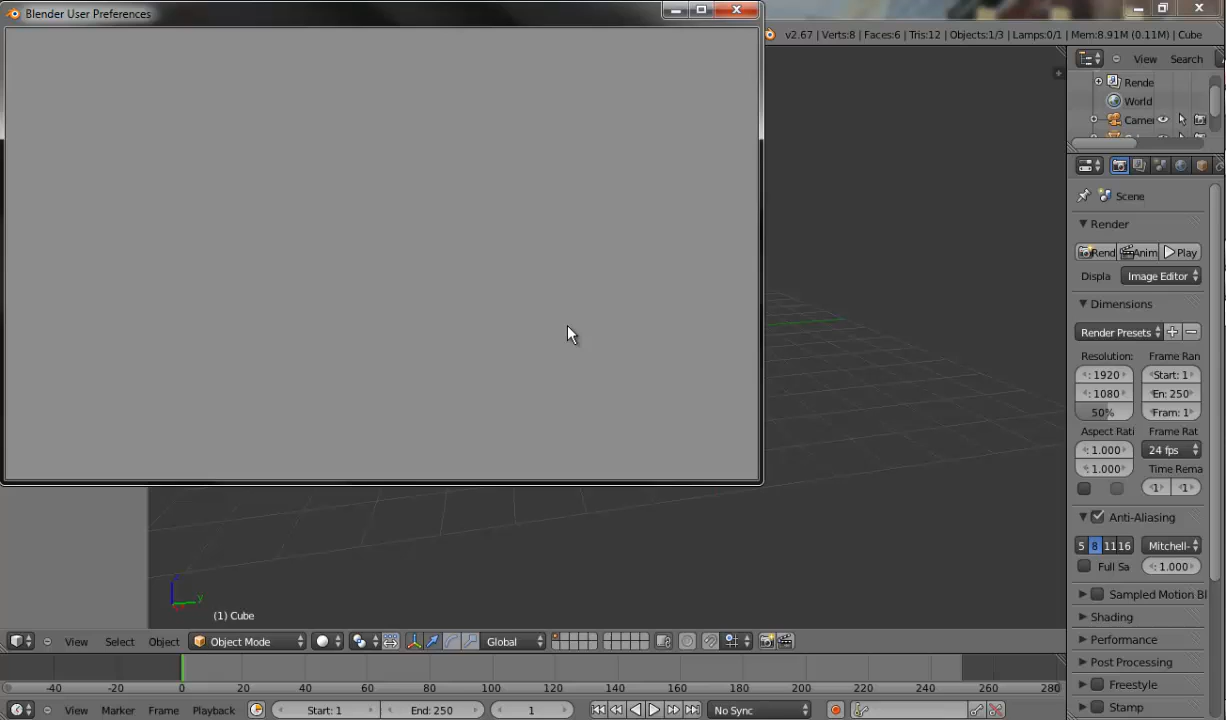 Blender User Preferences
v2.67 | Verts:8 | Faces:6 | Tris:12 | Objects:1/3 | Lamps:0/1 | Mem:8.91M (0.11M) | Cube
View Search
Rende
World
Came
Scene
Render
Rend Anim Play
Displa Image Editor
Dimensions
Render Presets
Resolution: Frame Ran
: 1920 Start: 1
: 1080 En: 250
50% Fram: 1
Aspect Rati Frame Rat
: 1.000 24 fps
: 1.000 Time Rema
1 1
Anti-Aliasing
5 8 11 16 Mitchell-
Full Sa : 1.000
Sampled Motion Bl
Shading
Performance
Post Processing
Freestyle
Stamp
y
(1) Cube
View Select Object Object Mode Global
-40 -20 0 20 40 60 80 100 120 140 160 180 200 220 240 260 280
View Marker Frame Playback Start: 1 End: 250 1 No Sync